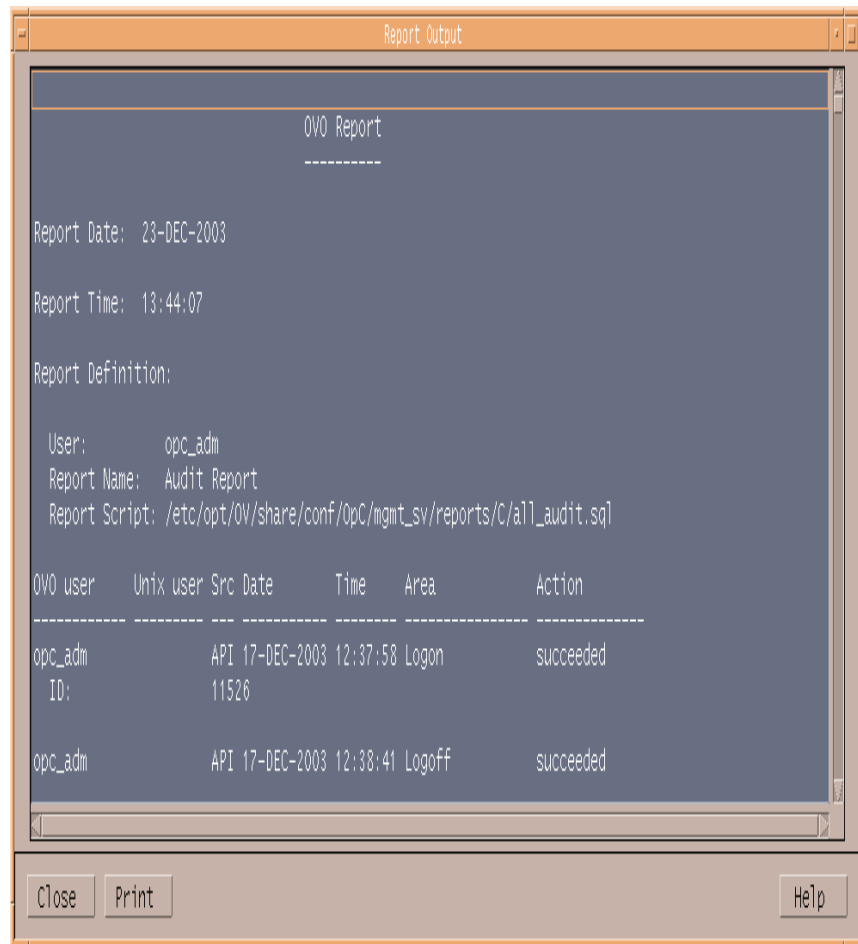 Report Output
OVO Report
----------
Report Date:  23-DEC-2003
Report Time:  13:44:07
Report Definition:
  User:          opc_adm
  Report Name:   Audit Report
  Report Script: /etc/opt/OV/share/conf/OpC/mgmt_sv/reports/C/all_audit.sql
OVO user     Unix user Src Date        Time     Area             Action
------------ --------- --- ----------- -------- ---------------- --------------
opc_adm                API 17-DEC-2003 12:37:58 Logon            succeeded
  ID:                  11526
opc_adm                API 17-DEC-2003 12:38:41 Logoff           succeeded
Close Print Help